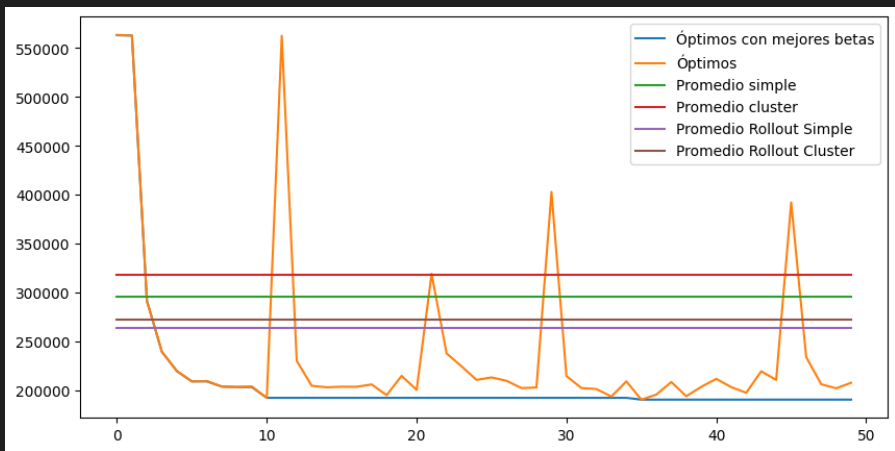 550000
500000
450000
400000
350000
300000
250000
200000
0
10
20
30
40
50
Óptimos con mejores betas
Óptimos
Promedio simple
Promedio cluster
Promedio Rollout Simple
Promedio Rollout Cluster